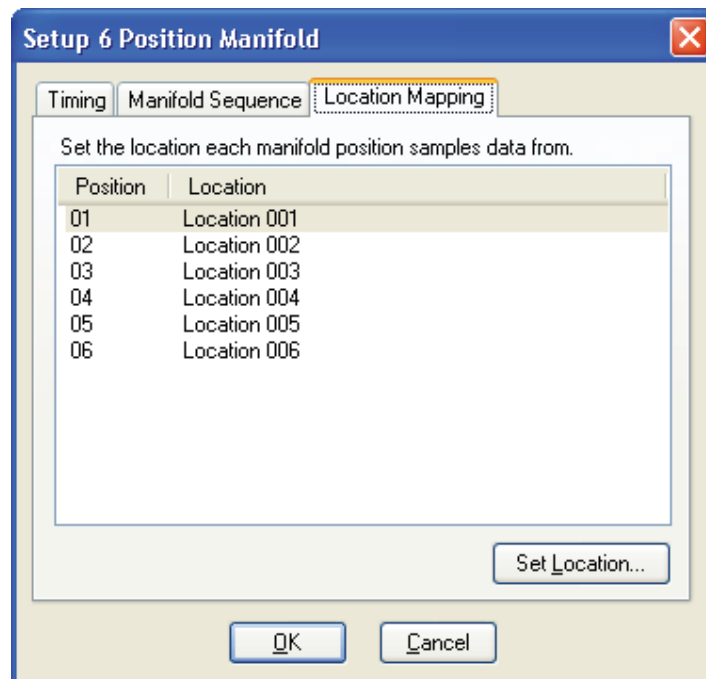 Setup 6 Position Manifold
Timing Manifold Sequence Location Mapping
Set the location each manifold position samples data from.
Position Location
01 Location 001
02 Location 002
03 Location 003
04 Location 004
05 Location 005
06 Location 006
Set Location...
OK Cancel